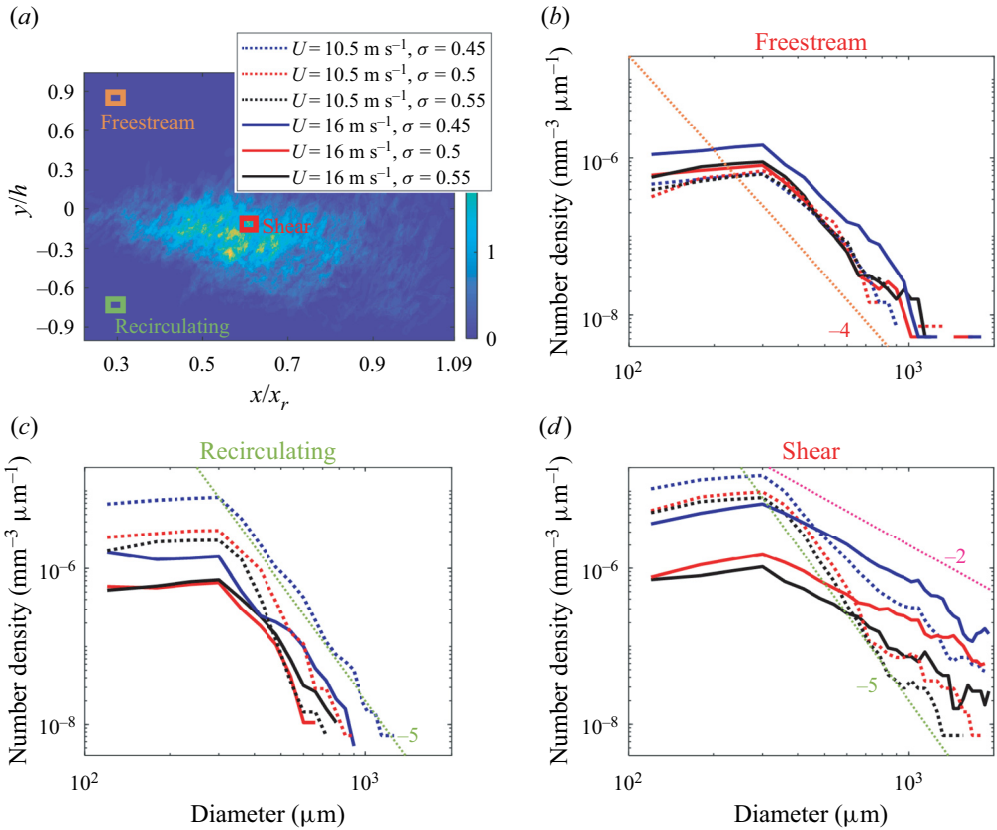 (a)
U = 10.5 m s⁻¹, σ = 0.45
U = 10.5 m s⁻¹, σ = 0.5
U = 10.5 m s⁻¹, σ = 0.55
U = 16 m s⁻¹, σ = 0.45
U = 16 m s⁻¹, σ = 0.5
U = 16 m s⁻¹, σ = 0.55
y/h
0.9
0.6
0.3
0
−0.3
−0.6
−0.9
Freestream
Shear
Recirculating
1
0
0.3
0.5
0.7
0.9
1.09
x/xᵣ
(b)
Freestream
Number density (mm⁻³ μm⁻¹)
10⁻⁶
10⁻⁸
−4
10²
10³
(c)
Recirculating
Number density (mm⁻³ μm⁻¹)
10⁻⁶
10⁻⁸
−5
10²
10³
Diameter (μm)
(d)
Shear
Number density (mm⁻³ μm⁻¹)
10⁻⁶
10⁻⁸
−2
−5
10²
10³
Diameter (μm)